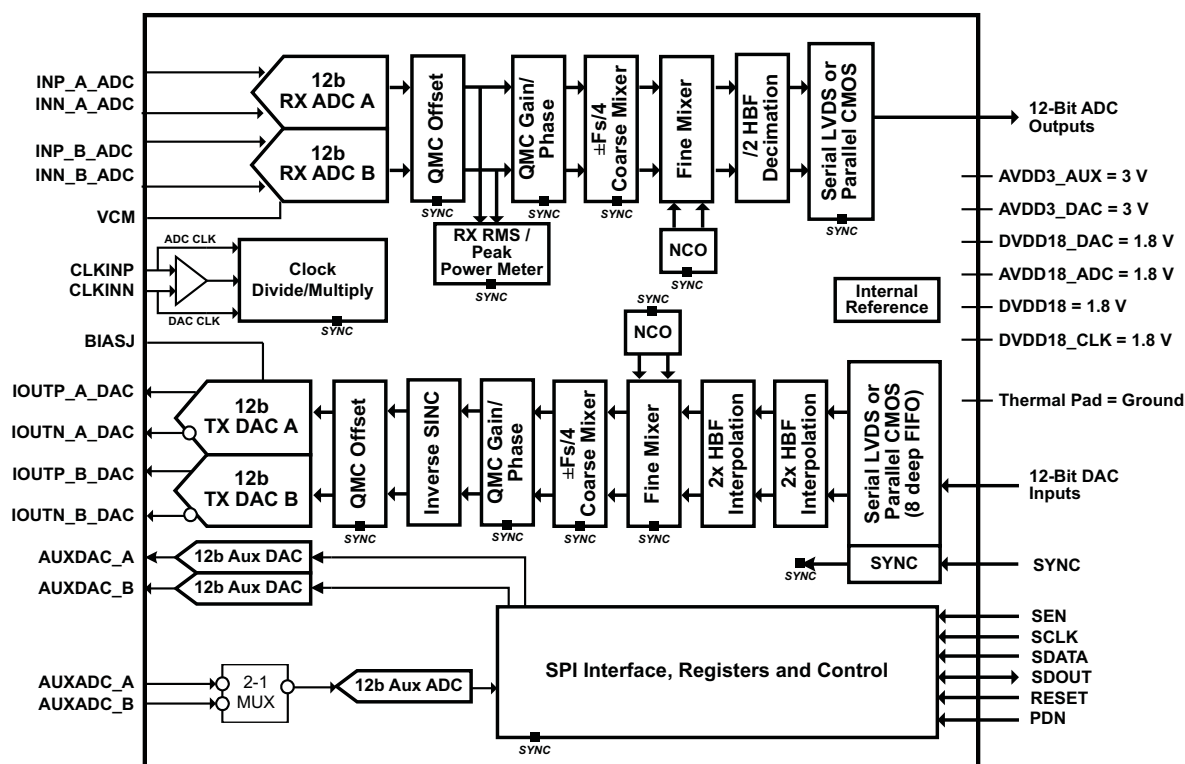 INP_A_ADC
INN_A_ADC
INP_B_ADC
INN_B_ADC
VCM
12b
RX ADC A
12b
RX ADC B
QMC Offset
SYNC
QMC Gain/
Phase
SYNC
±Fs/4
Coarse Mixer
SYNC
Fine Mixer
/2 HBF
Decimation
Serial LVDS or
Parallel CMOS
SYNC
12-Bit ADC
Outputs
RX RMS /
Peak
Power Meter
SYNC
NCO
SYNC
CLKINP
CLKINN
ADC CLK
DAC CLK
Clock
Divide/Multiply
SYNC
BIASJ
Internal
Reference
AVDD3_AUX = 3 V
AVDD3_DAC = 3 V
DVDD18_DAC = 1.8 V
AVDD18_ADC = 1.8 V
DVDD18 = 1.8 V
DVDD18_CLK = 1.8 V
Thermal Pad = Ground
SYNC
NCO
IOUTP_A_DAC
IOUTN_A_DAC
IOUTP_B_DAC
IOUTN_B_DAC
12b
TX DAC A
12b
TX DAC B
QMC Offset
SYNC
Inverse SINC
QMC Gain/
Phase
SYNC
±Fs/4
Coarse Mixer
SYNC
Fine Mixer
SYNC
2x HBF
Interpolation
2x HBF
Interpolation
Serial LVDS or
Parallel CMOS
(8 deep FIFO)
12-Bit DAC
Inputs
SYNC
SYNC
SYNC
AUXDAC_A
AUXDAC_B
12b Aux DAC
12b Aux DAC
AUXADC_A
AUXADC_B
2-1
MUX
12b Aux ADC
SPI Interface, Registers and Control
SYNC
SEN
SCLK
SDATA
SDOUT
RESET
PDN